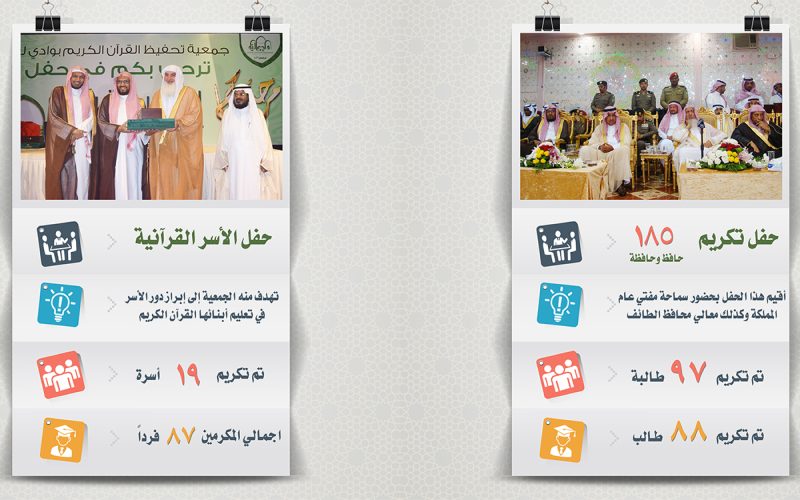 حفل تكريم ١٨٥
حافظ وحافظة
أقيم هذا الحفل بحضور سماحة مفتي عام
المملكة وكذلك معالي محافظ الطائف
تم تكريم ٩٧ طالبة
تم تكريم ٨٨ طالب
جمعية تحفيظ القرآن الكريم بوادي
ترحب بكم في حفل
حفل الأسر القرآنية
تهدف منه الجمعية إلى إبراز دور الأسر
في تعليم أبنائها القرآن الكريم
تم تكريم ١٩ أسرة
اجمالي المكرمين ٨٧ فرداً